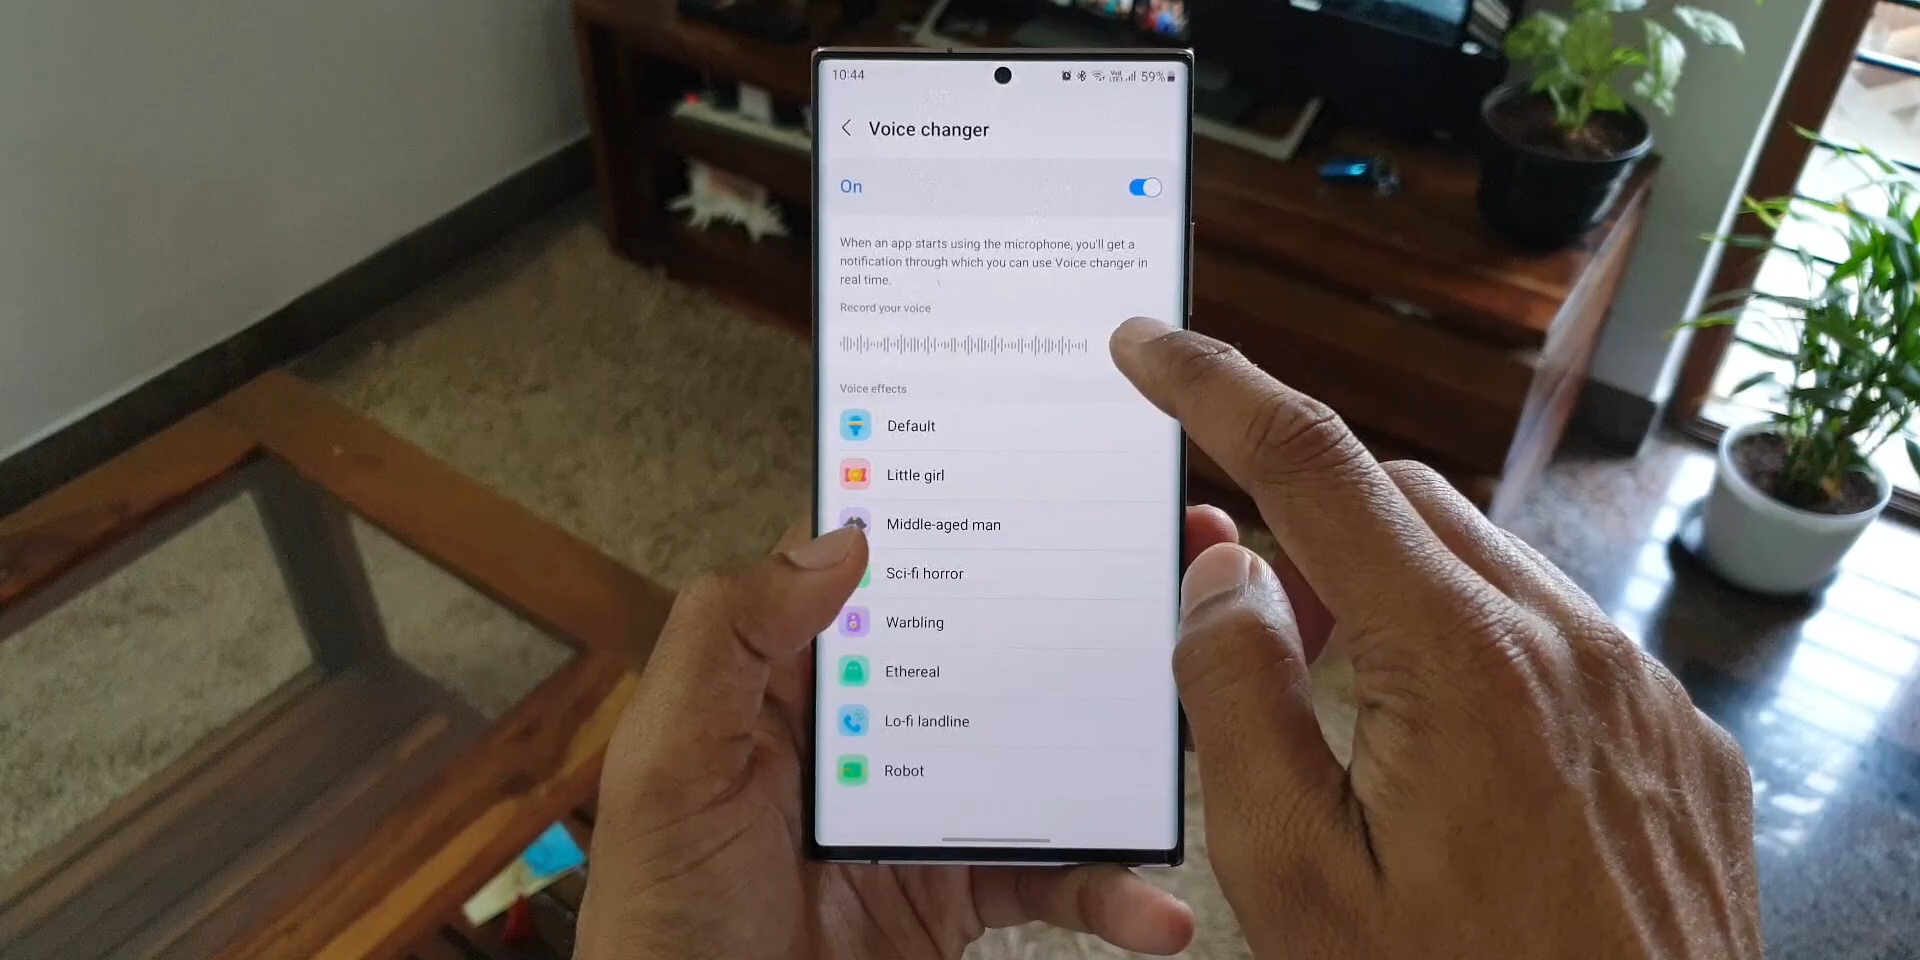 10:44
59%
Voice changer
On
When an app starts using the microphone, you'll get a
notification through which you can use Voice changer in
real time.
Record your voice
Voice effects
Default
Little girl
Middle-aged man
Sci-fi horror
Warbling
Ethereal
Lo-fi landline
Robot